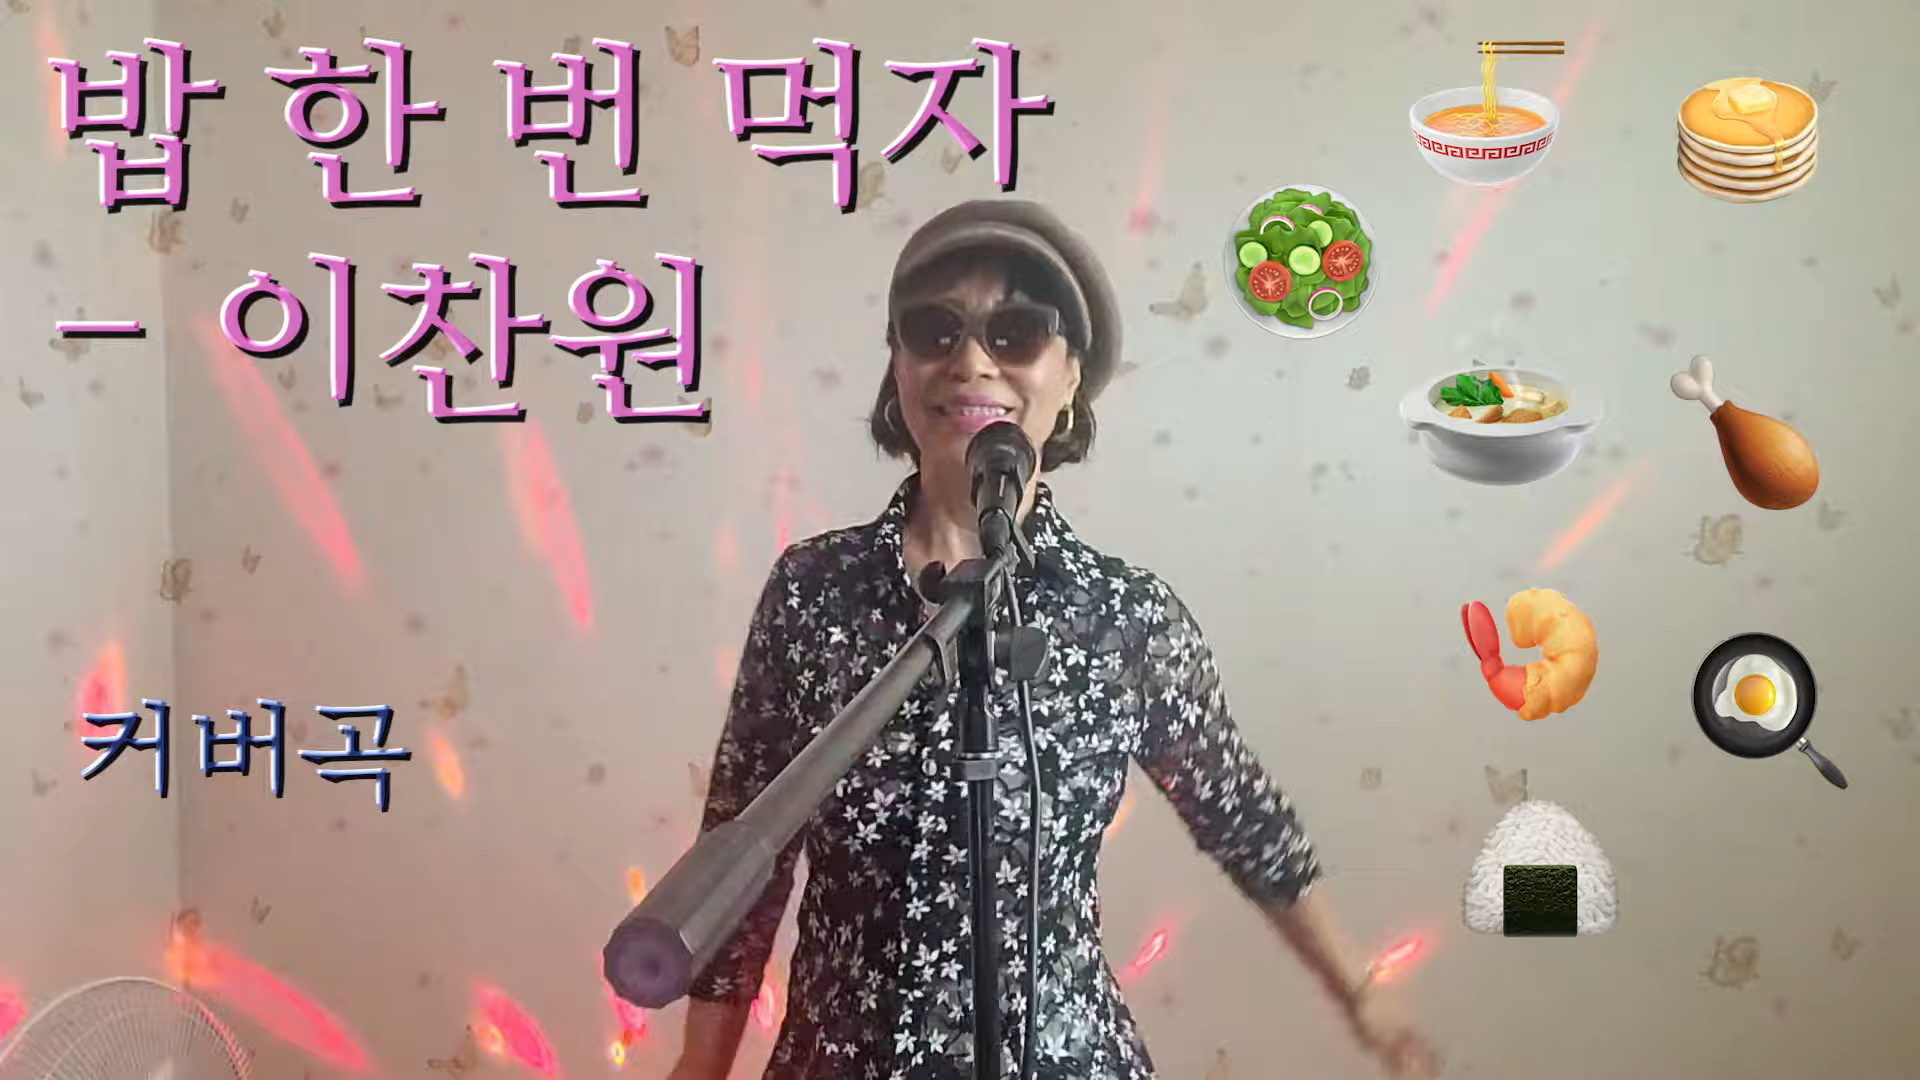 밥 한 번 먹자
- 이찬원
커버곡